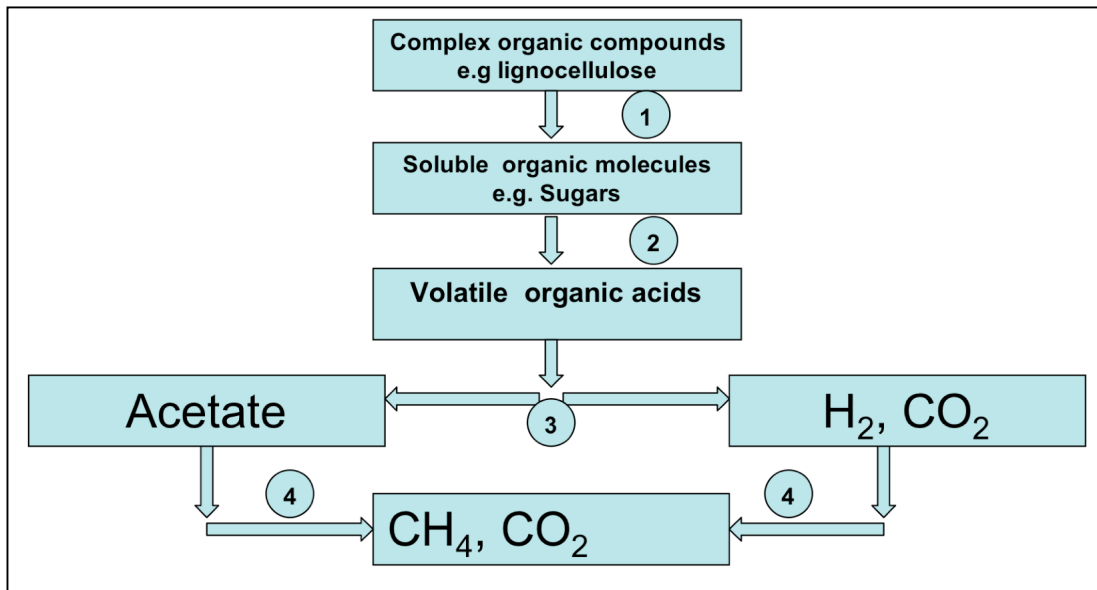 Complex organic compounds
e.g lignocellulose
1
Soluble organic molecules
e.g. Sugars
2
Volatile organic acids
Acetate
3
H₂, CO₂
4
4
CH₄, CO₂